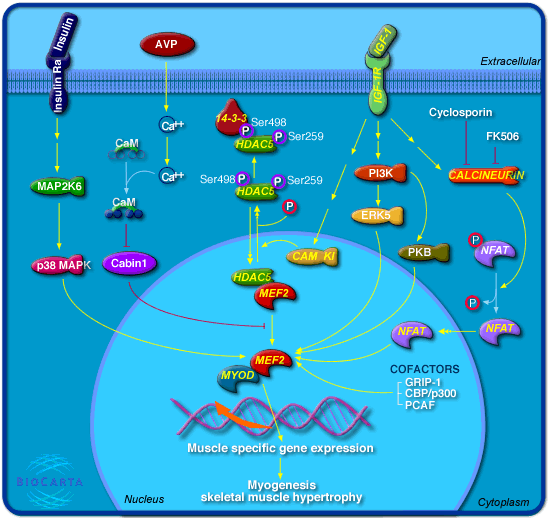 Insulin
AVP
IGF-1
Extracellular
Insulin Ra
IGF-1R
14-3-3
P
Ser498
P
Ser259
HDAC5
Cyclosporin
FK506
Ca++
CaM
Ca++
MAP2K6
Ser498
P
P
Ser259
HDAC5
PI3K
CALCINEURIN
CaM
P
ERK5
P
NFAT
p38 MAPK
Cabin1
CAM KI
PKB
HDAC5
MEF2
P
NFAT
NFAT
MEF2
MYOD
COFACTORS
GRIP-1
CBP/p300
PCAF
Muscle specific gene expression
Myogenesis
skeletal muscle hypertrophy
BIOCARTA
Nucleus
Cytoplasm